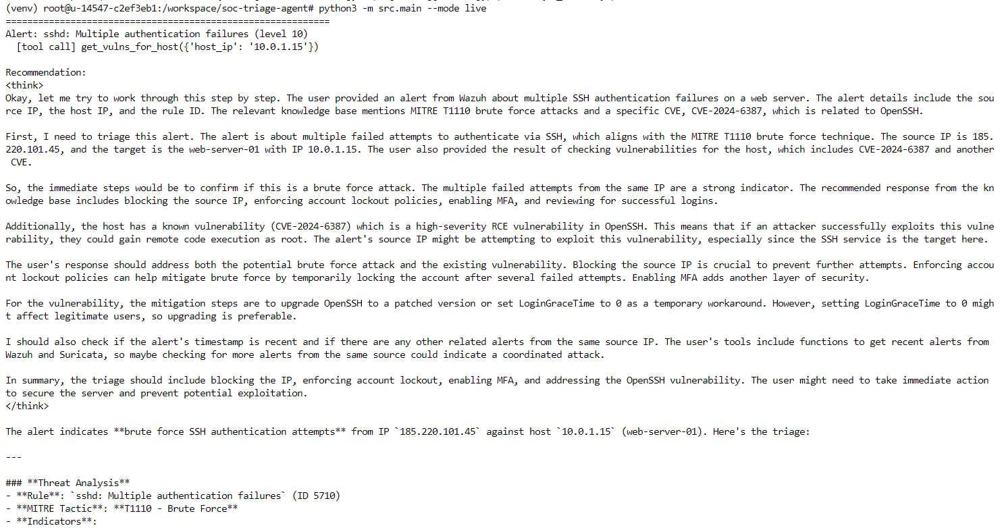 (venv) root@u-14547-c2ef3eb1:/workspace/soc-triage-agent# python3 -m src.main --mode live
============================================================
Alert: sshd: Multiple authentication failures (level 10)
  [tool call] get_vulns_for_host({'host_ip': '10.0.1.15'})

Recommendation:
<think>
Okay, let me try to work through this step by step. The user provided an alert from Wazuh about multiple SSH authentication failures on a web server. The alert details include the sou
rce IP, the host IP, and the rule ID. The relevant knowledge base mentions MITRE T1110 brute force attacks and a specific CVE, CVE-2024-6387, which is related to OpenSSH.

First, I need to triage this alert. The alert is about multiple failed attempts to authenticate via SSH, which aligns with the MITRE T1110 brute force technique. The source IP is 185.
220.101.45, and the target is the web-server-01 with IP 10.0.1.15. The user also provided the result of checking vulnerabilities for the host, which includes CVE-2024-6387 and another
 CVE.

So, the immediate steps would be to confirm if this is a brute force attack. The multiple failed attempts from the same IP are a strong indicator. The recommended response from the kn
owledge base includes blocking the source IP, enforcing account lockout policies, enabling MFA, and reviewing for successful logins.

Additionally, the host has a known vulnerability (CVE-2024-6387) which is a high-severity RCE vulnerability in OpenSSH. This means that if an attacker successfully exploits this vulne
rability, they could gain remote code execution as root. The alert's source IP might be attempting to exploit this vulnerability, especially since the SSH service is the target here.

The user's response should address both the potential brute force attack and the existing vulnerability. Blocking the source IP is crucial to prevent further attempts. Enforcing accou
nt lockout policies can help mitigate brute force by temporarily locking the account after several failed attempts. Enabling MFA adds another layer of security.

For the vulnerability, the mitigation steps are to upgrade OpenSSH to a patched version or set LoginGraceTime to 0 as a temporary workaround. However, setting LoginGraceTime to 0 migh
t affect legitimate users, so upgrading is preferable.

I should also check if the alert's timestamp is recent and if there are any other related alerts from the same source IP. The user's tools include functions to get recent alerts from
Wazuh and Suricata, so maybe checking for more alerts from the same source could indicate a coordinated attack.

In summary, the triage should include blocking the IP, enforcing account lockout, enabling MFA, and addressing the OpenSSH vulnerability. The user might need to take immediate action
to secure the server and prevent potential exploitation.
</think>

The alert indicates **brute force SSH authentication attempts** from IP `185.220.101.45` against host `10.0.1.15` (web-server-01). Here's the triage:

---

### **Threat Analysis**
- **Rule**: `sshd: Multiple authentication failures` (ID 5710)
- **MITRE Tactic**: **T1110 - Brute Force**
- **Indicators**: